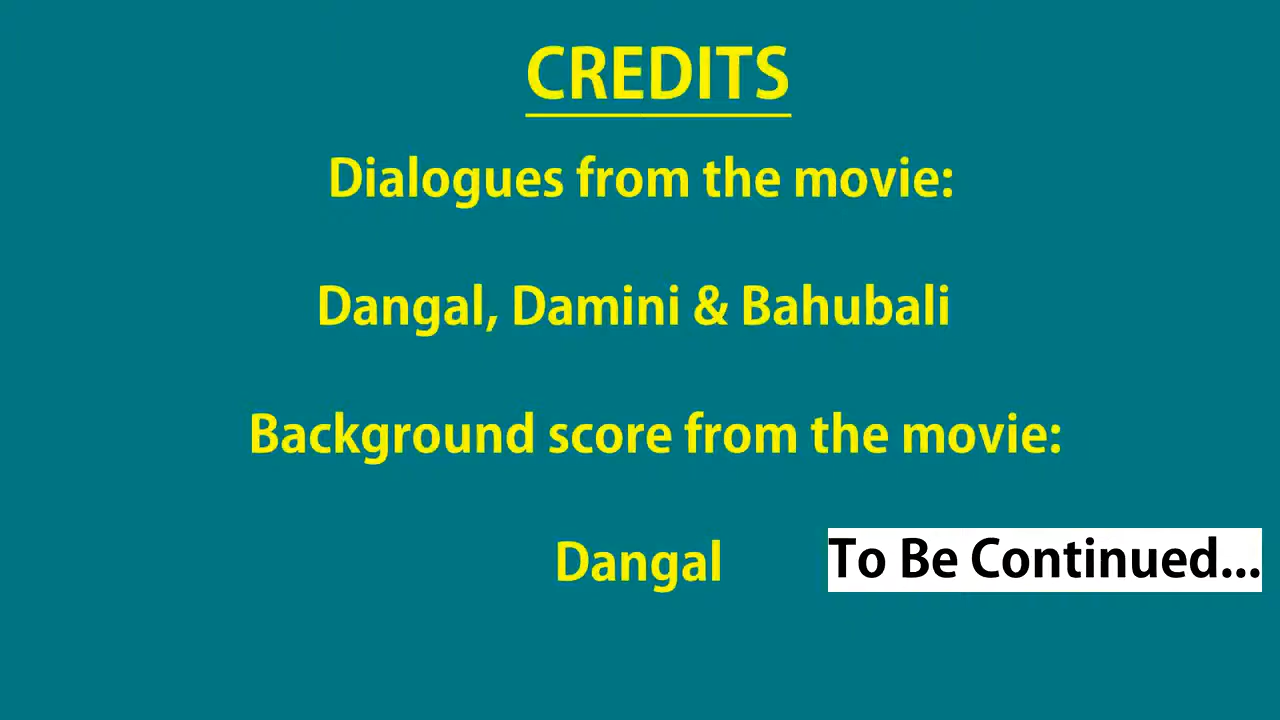 CREDITS
Dialogues from the movie:
Dangal, Damini & Bahubali
Background score from the movie:
Dangal
To Be Continued...